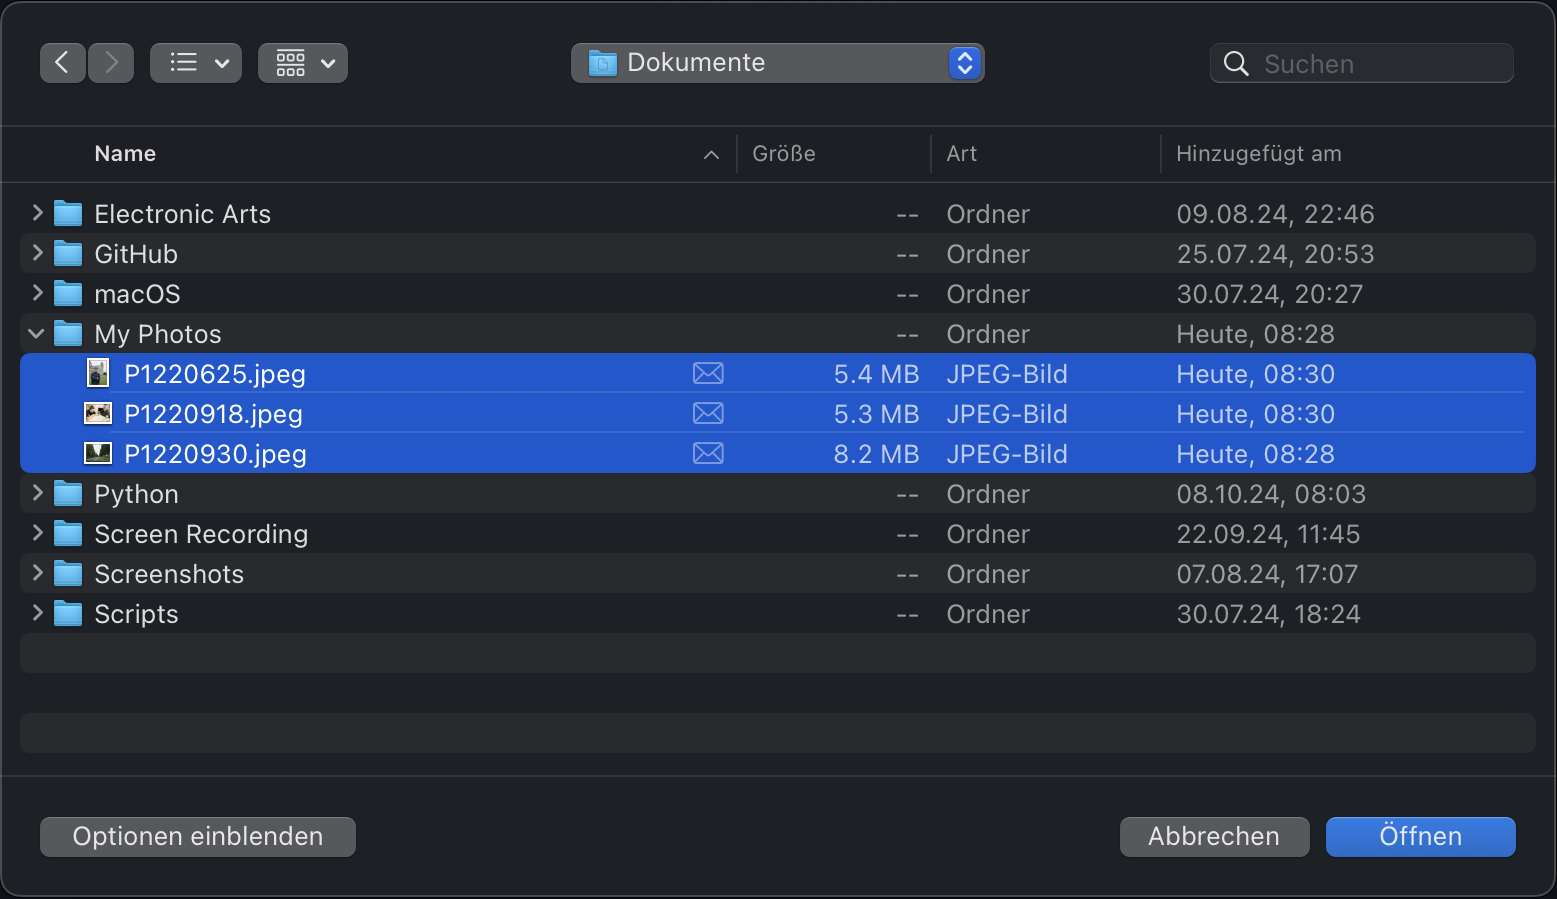 Dokumente
Suchen
Name Größe Art Hinzugefügt am
Electronic Arts -- Ordner 09.08.24, 22:46
GitHub -- Ordner 25.07.24, 20:53
macOS -- Ordner 30.07.24, 20:27
My Photos -- Ordner Heute, 08:28
P1220625.jpeg 5.4 MB JPEG-Bild Heute, 08:30
P1220918.jpeg 5.3 MB JPEG-Bild Heute, 08:30
P1220930.jpeg 8.2 MB JPEG-Bild Heute, 08:28
Python -- Ordner 08.10.24, 08:03
Screen Recording -- Ordner 22.09.24, 11:45
Screenshots -- Ordner 07.08.24, 17:07
Scripts -- Ordner 30.07.24, 18:24
Optionen einblenden Abbrechen Öffnen